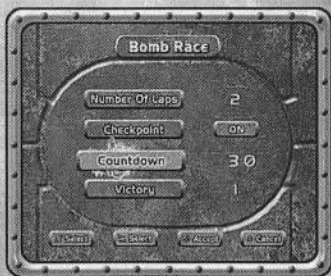 Bomb Race
Number Of Laps 2
Checkpoint ON
Countdown 30
Victory 1
Select Select Accept Cancel